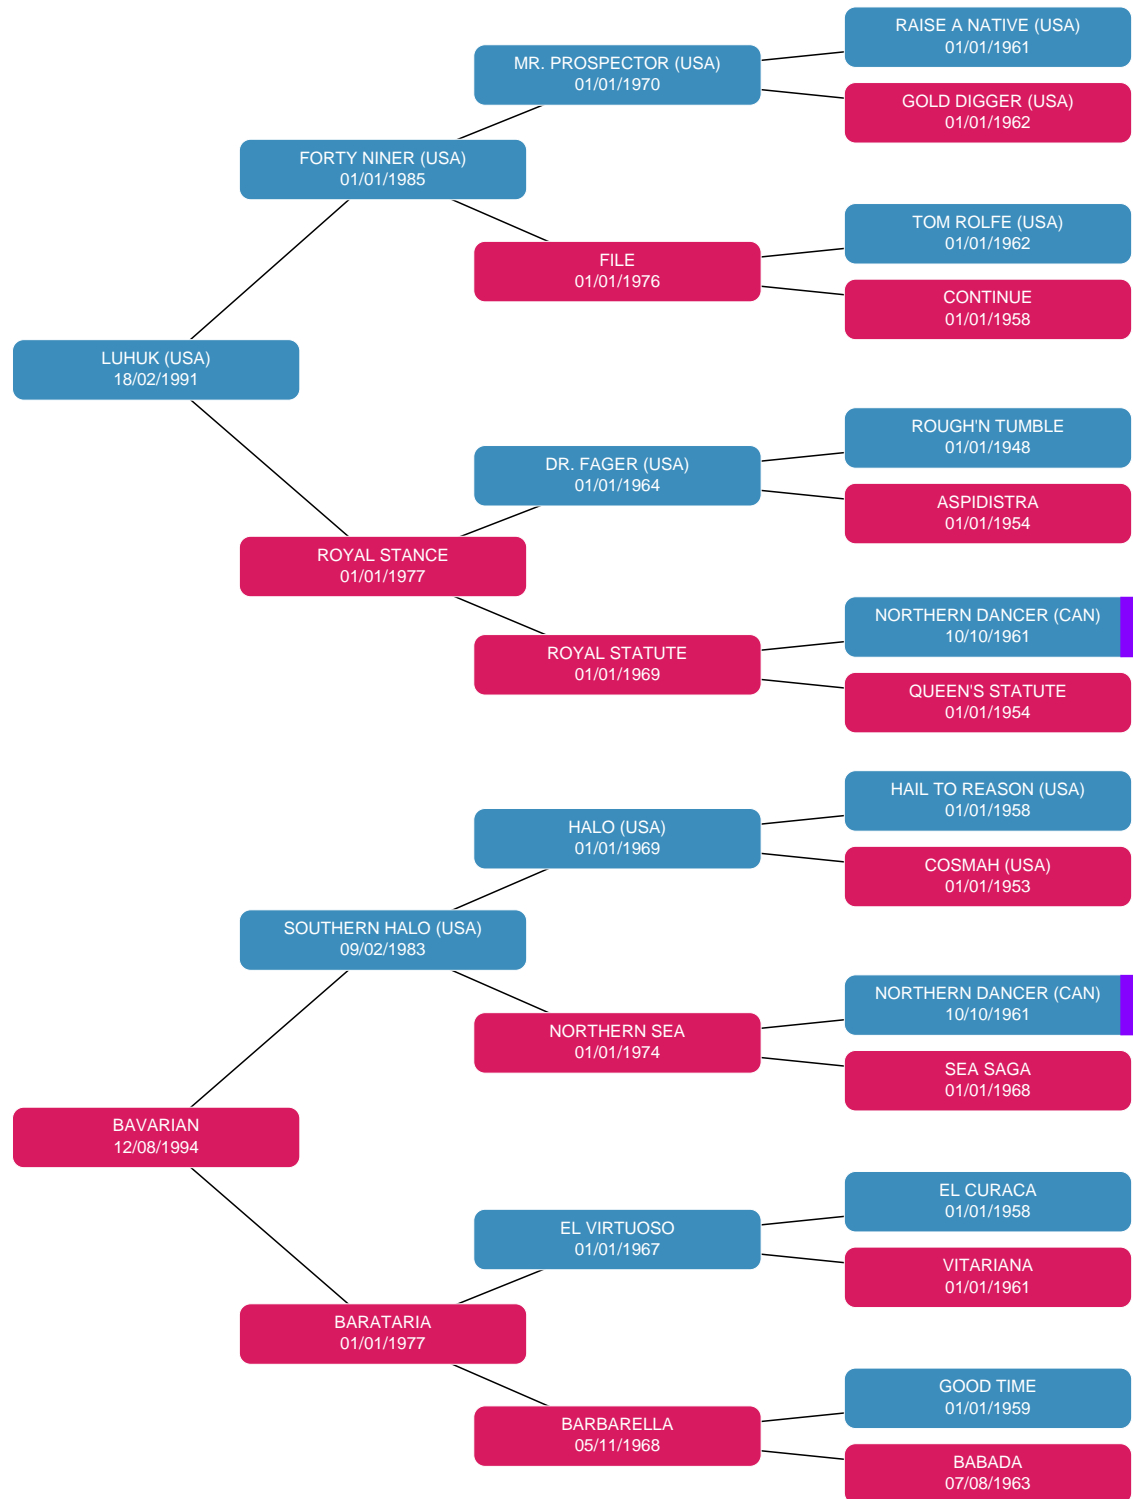 RAISE A NATIVE (USA)
01/01/1961
MR. PROSPECTOR (USA)
01/01/1970
GOLD DIGGER (USA)
01/01/1962
FORTY NINER (USA)
01/01/1985
TOM ROLFE (USA)
01/01/1962
FILE
01/01/1976
CONTINUE
01/01/1958
LUHUK (USA)
18/02/1991
ROUGH'N TUMBLE
01/01/1948
DR. FAGER (USA)
01/01/1964
ASPIDISTRA
01/01/1954
ROYAL STANCE
01/01/1977
NORTHERN DANCER (CAN)
10/10/1961
ROYAL STATUTE
01/01/1969
QUEEN'S STATUTE
01/01/1954
HAIL TO REASON (USA)
01/01/1958
HALO (USA)
01/01/1969
COSMAH (USA)
01/01/1953
SOUTHERN HALO (USA)
09/02/1983
NORTHERN DANCER (CAN)
10/10/1961
NORTHERN SEA
01/01/1974
SEA SAGA
01/01/1968
BAVARIAN
12/08/1994
EL CURACA
01/01/1958
EL VIRTUOSO
01/01/1967
VITARIANA
01/01/1961
BARATARIA
01/01/1977
GOOD TIME
01/01/1959
BARBARELLA
05/11/1968
BABADA
07/08/1963